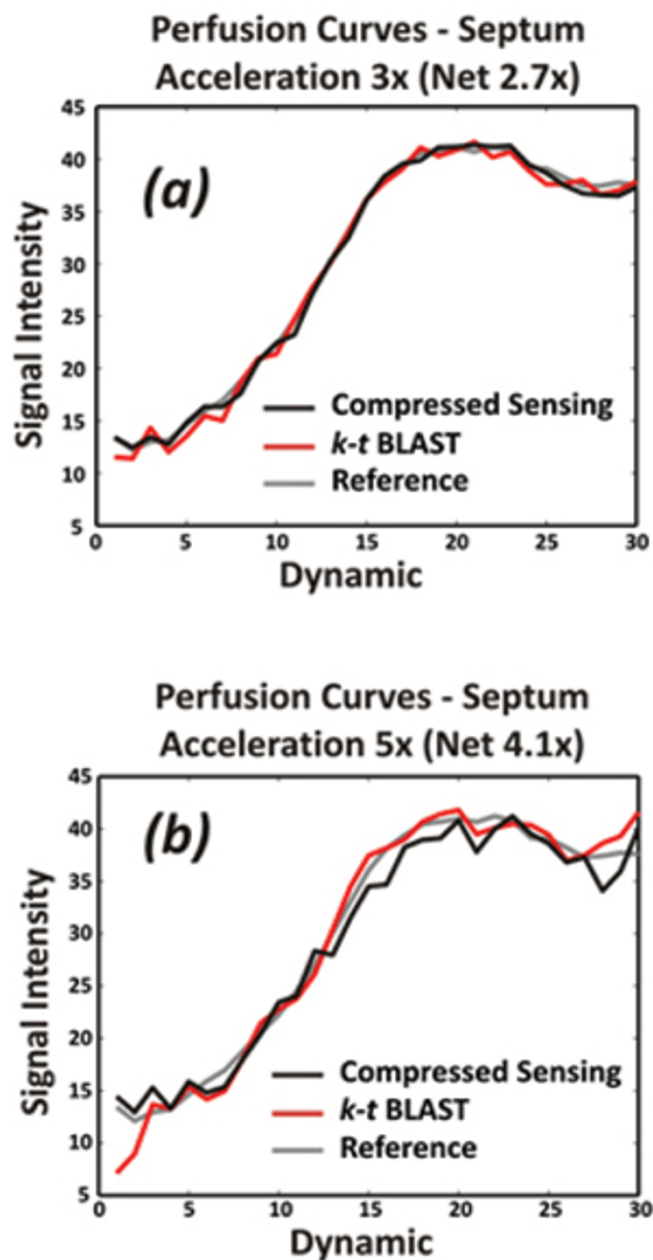 Perfusion Curves - Septum
Acceleration 3x (Net 2.7x)
45
40
35
30
25
20
15
10
5
(a)
Signal Intensity
Compressed Sensing
k-t BLAST
Reference
0 5 10 15 20 25 30
Dynamic
Perfusion Curves - Septum
Acceleration 5x (Net 4.1x)
45
40
35
30
25
20
15
10
5
(b)
Signal Intensity
Compressed Sensing
k-t BLAST
Reference
0 5 10 15 20 25 30
Dynamic